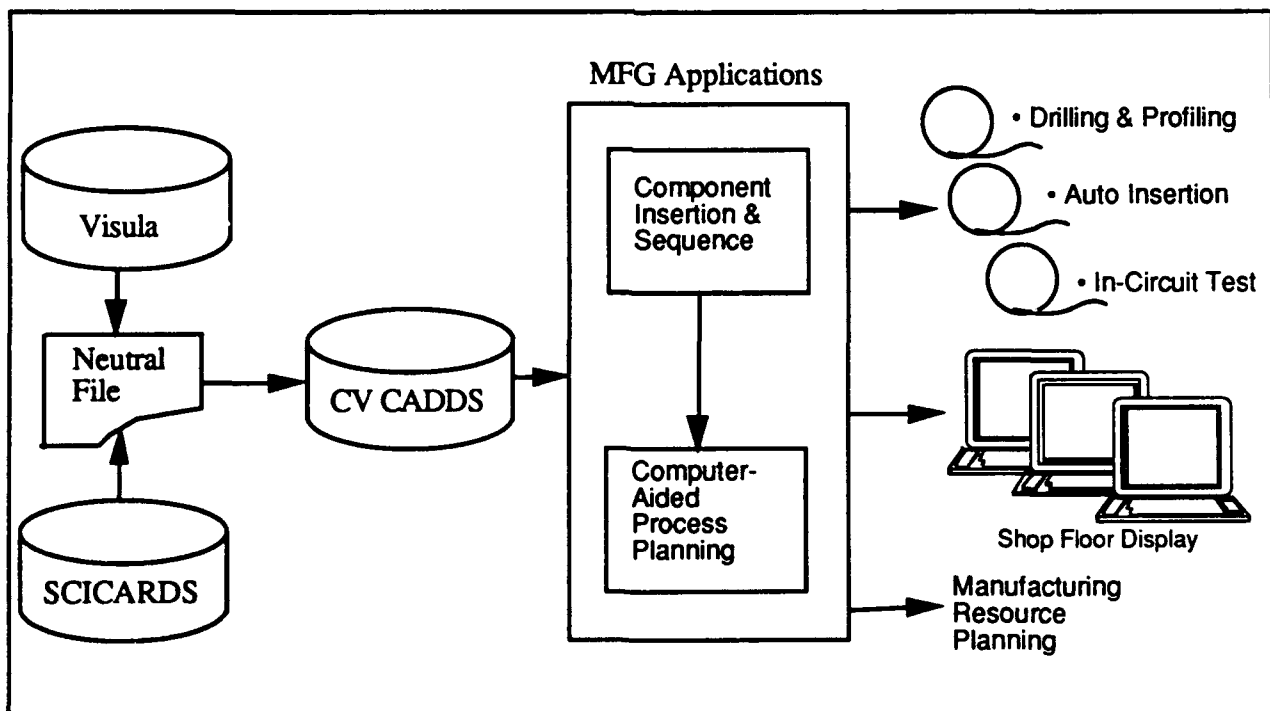 MFG Applications
Visula
Neutral
File
SCICARDS
CV CADDS
Component
Insertion &
Sequence
Computer-
Aided
Process
Planning
• Drilling & Profiling
• Auto Insertion
• In-Circuit Test
Shop Floor Display
Manufacturing
Resource
Planning